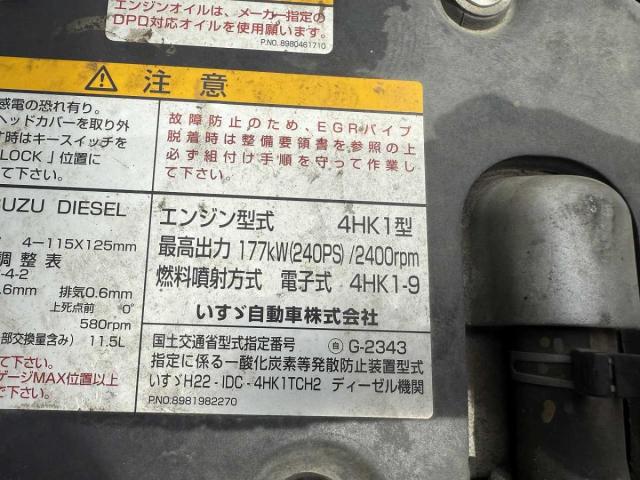 エンジンオイルは、メーカー指定の
DPD対応オイルを使用願います。
P.NO. 8980461710
注意
感電の恐れ有り。
ヘッドカバーを取り外
す時はキースイッチを
LOCK」位置に
て下さい。
故障防止のため、EGRパイプ
脱着時は整備要領書を参照の上
必ず組付け手順を守って作業し
て下さい。
UZU DIESEL
4-115X125mm
調整表
-4-2
.6mm 排気0.6mm
上死点前 0°
580rpm
部交換量含み) 11.5L
て下さい。
ゲージMAX位置以上
で下さい。
エンジン型式 4HK1型
最高出力 177kW(240PS)/2400rpm
燃料噴射方式 電子式 4HK1-9
いすゞ自動車株式会社
国土交通省型式指定番号 自 G-2343
指定に係る一酸化炭素等発散防止装置型式
いすゞH22-IDC-4HK1TCH2 ディーゼル機関
P.NO.8981982270